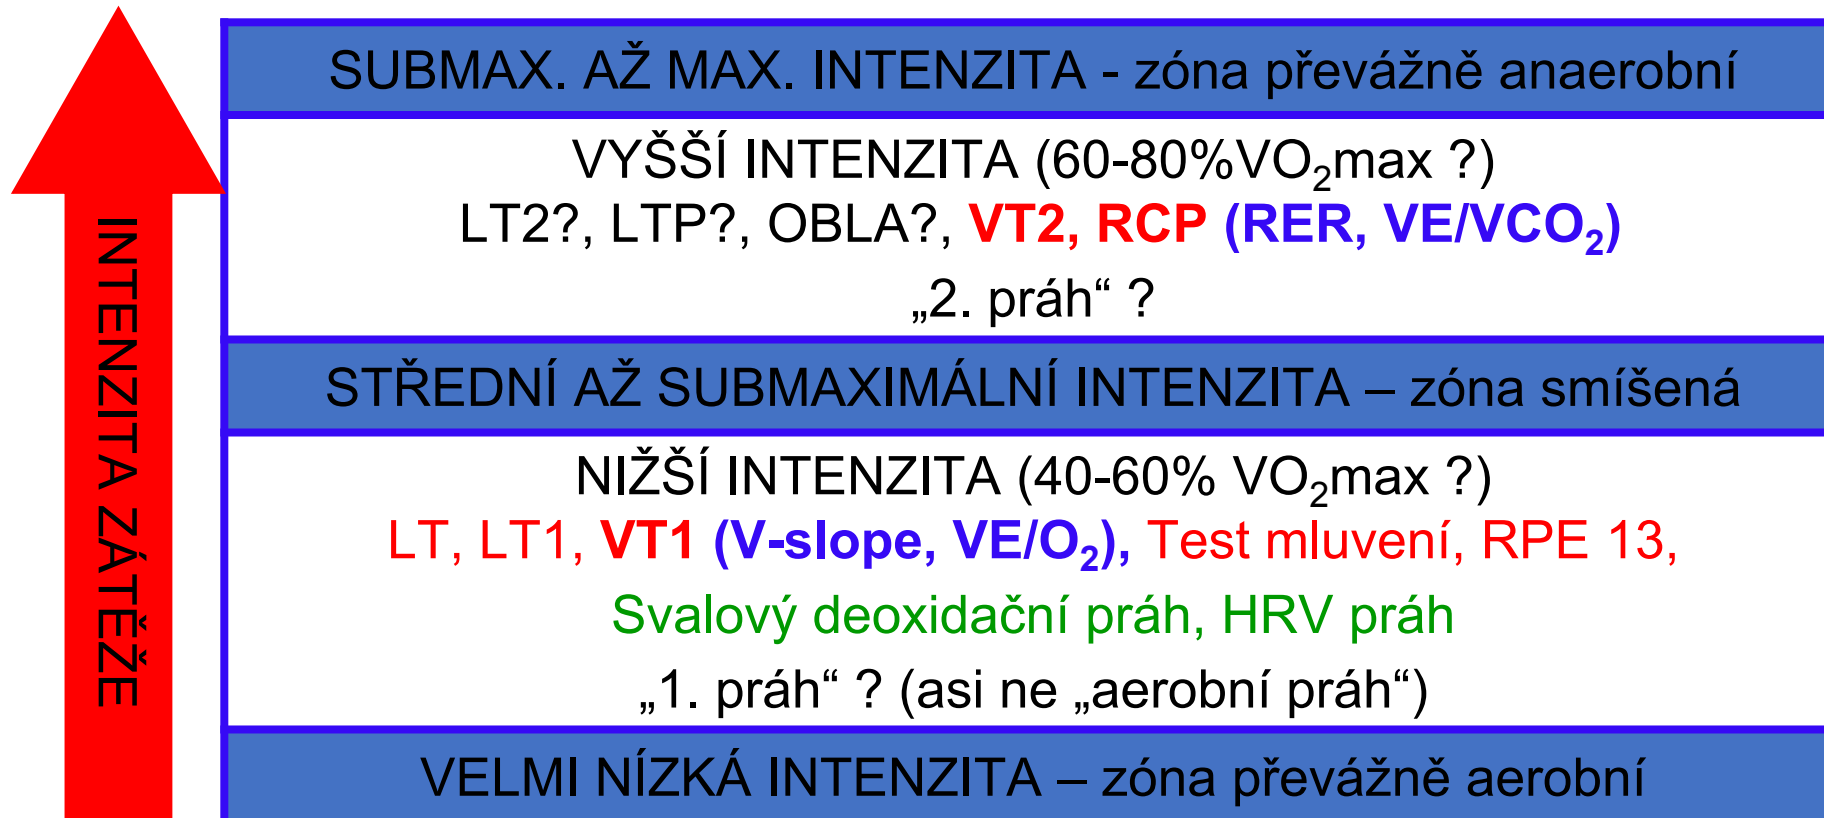 INTENZITA ZÁTĚŽE
SUBMAX. AŽ MAX. INTENZITA - zóna převážně anaerobní
VYŠŠÍ INTENZITA (60-80%VO₂max ?)
LT2?, LTP?, OBLA?, VT2, RCP (RER, VE/VCO₂)
„2. práh“ ?
STŘEDNÍ AŽ SUBMAXIMÁLNÍ INTENZITA – zóna smíšená
NIŽŠÍ INTENZITA (40-60% VO₂max ?)
LT, LT1, VT1 (V-slope, VE/O₂), Test mluvení, RPE 13,
Svalový deoxidační práh, HRV práh
„1. práh“ ? (asi ne „aerobní práh“)
VELMI NÍZKÁ INTENZITA – zóna převážně aerobní